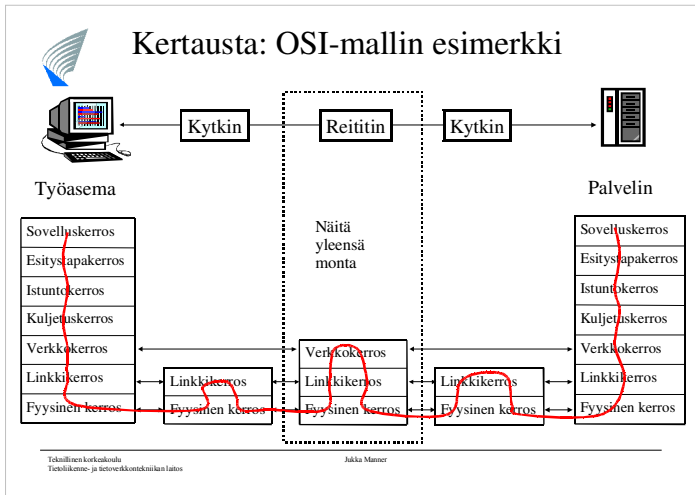 Kertausta: OSI-mallin esimerkki
Kytkin
Reititin
Kytkin
Työasema
Palvelin
Näitä
yleensä
monta
Sovelluskerros
Esitystapakerros
Istuntokerros
Kuljetuskerros
Verkkokerros
Linkkikerros
Fyysinen kerros
Linkkikerros
Fyysinen kerros
Verkkokerros
Linkkikerros
Fyysinen kerros
Linkkikerros
Fyysinen kerros
Sovelluskerros
Esitystapakerros
Istuntokerros
Kuljetuskerros
Verkkokerros
Linkkikerros
Fyysinen kerros
Teknillinen korkeakoulu
Tietoliikenne- ja tietoverkkotekniikan laitos
Jukka Manner